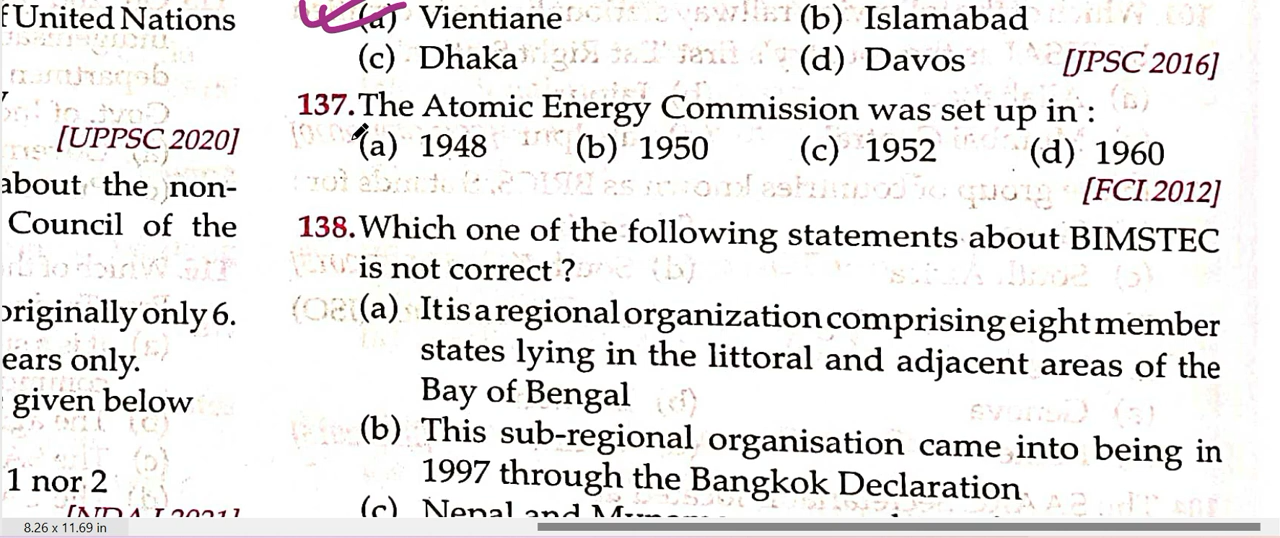 f United Nations
[UPPSC 2020]
about the non-
Council of the
originally only 6.
ears only.
given below
1 nor 2
(a) Vientiane (b) Islamabad
(c) Dhaka (d) Davos [JPSC 2016]
137. The Atomic Energy Commission was set up in :
(a) 1948 (b) 1950 (c) 1952 (d) 1960
[FCI 2012]
138. Which one of the following statements about BIMSTEC
is not correct ?
(a) It is a regional organization comprising eight member
states lying in the littoral and adjacent areas of the
Bay of Bengal
(b) This sub-regional organisation came into being in
1997 through the Bangkok Declaration
(c) Nepal and
8.26 x 11.69 in